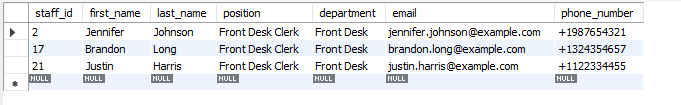 staff_id first_name last_name position department email phone_number
2 Jennifer Johnson Front Desk Clerk Front Desk jennifer.johnson@example.com +1987654321
17 Brandon Long Front Desk Clerk Front Desk brandon.long@example.com +1324354657
21 Justin Harris Front Desk Clerk Front Desk justin.harris@example.com +1122334455
NULL NULL NULL NULL NULL NULL NULL